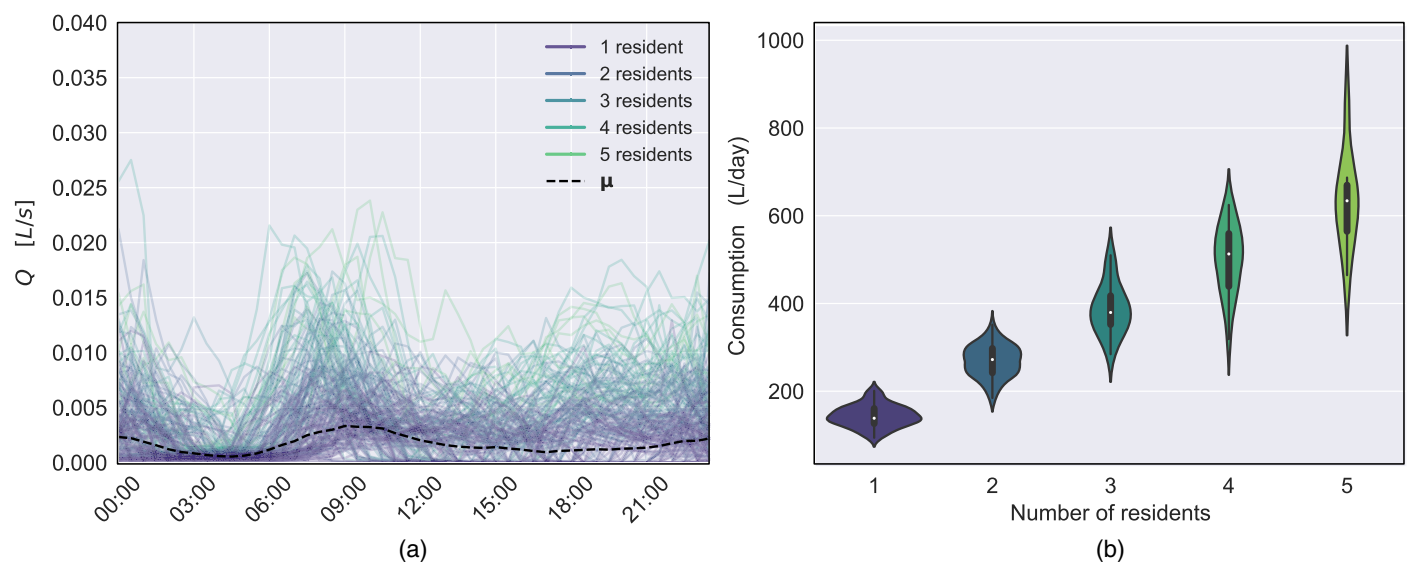 0.040
0.035
0.030
0.025
0.020
0.015
0.010
0.005
0.000
Q [L/s]
1 resident
2 residents
3 residents
4 residents
5 residents
μ
00:00
03:00
06:00
09:00
12:00
15:00
18:00
21:00
(a)
1000
800
600
400
200
Consumption (L/day)
1
2
3
4
5
Number of residents
(b)